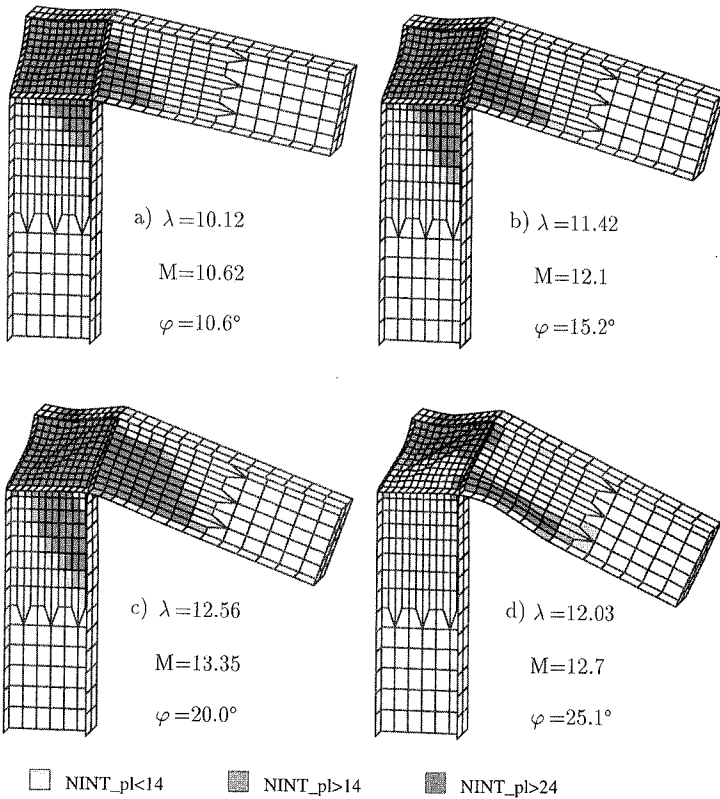 a) λ=10.12
M=10.62
φ=10.6°
b) λ=11.42
M=12.1
φ=15.2°
c) λ=12.56
M=13.35
φ=20.0°
d) λ=12.03
M=12.7
φ=25.1°
NINT_pl<14 NINT_pl>14 NINT_pl>24